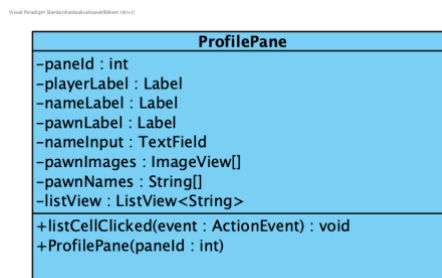 ProfilePane
-paneId : int
-playerLabel : Label
-nameLabel : Label
-pawnLabel : Label
-nameInput : TextField
-pawnImages : ImageView[]
-pawnNames : String[]
-listView : ListView<String>
+listCellClicked(event : ActionEvent) : void
+ProfilePane(paneId : int)